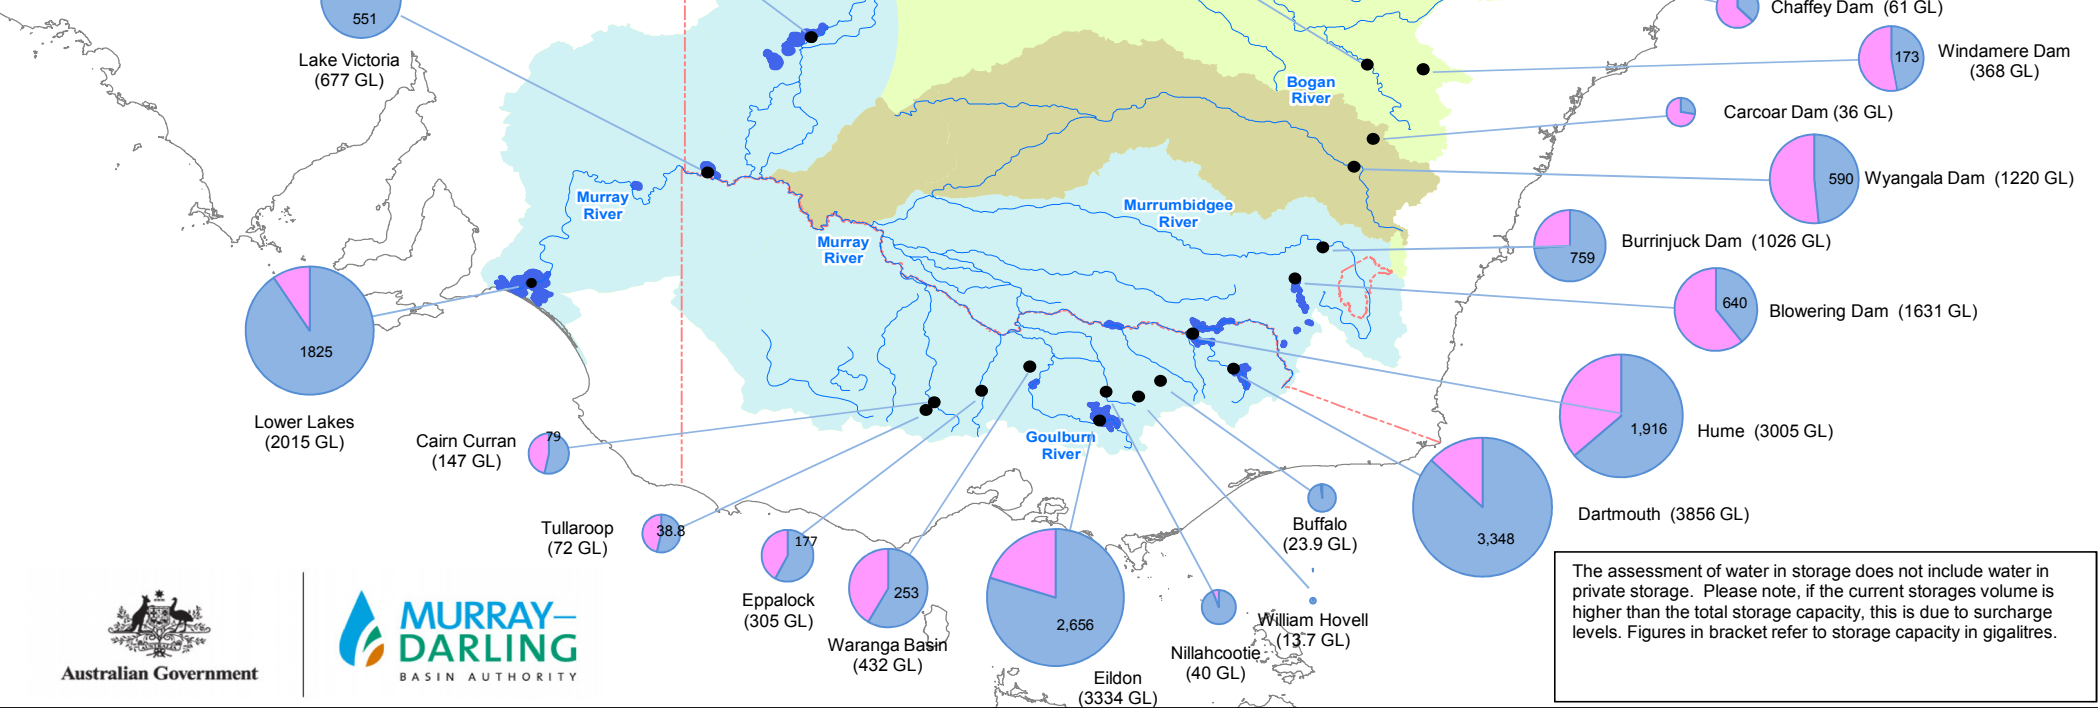 551
Lake Victoria
(677 GL)
Chaffey Dam (61 GL)
173
Windamere Dam
(368 GL)
Bogan
River
Carcoar Dam (36 GL)
590
Wyangala Dam (1220 GL)
Murray
River
Murrumbidgee
River
Murray
River
759
Burrinjuck Dam (1026 GL)
640
Blowering Dam (1631 GL)
1825
Lower Lakes
(2015 GL)
1,916
Hume (3005 GL)
79
Cairn Curran
(147 GL)
Goulburn
River
3,348
Dartmouth (3856 GL)
Tullaroop
(72 GL)
38.8
177
Eppalock
(305 GL)
253
Waranga Basin
(432 GL)
2,656
Eildon
(3334 GL)
Nillahcootie
(40 GL)
William Hovell
(13.7 GL)
Buffalo
(23.9 GL)
The assessment of water in storage does not include water in
private storage. Please note, if the current storages volume is
higher than the total storage capacity, this is due to surcharge
levels. Figures in bracket refer to storage capacity in gigalitres.
Australian Government
MURRAY–
DARLING
BASIN AUTHORITY